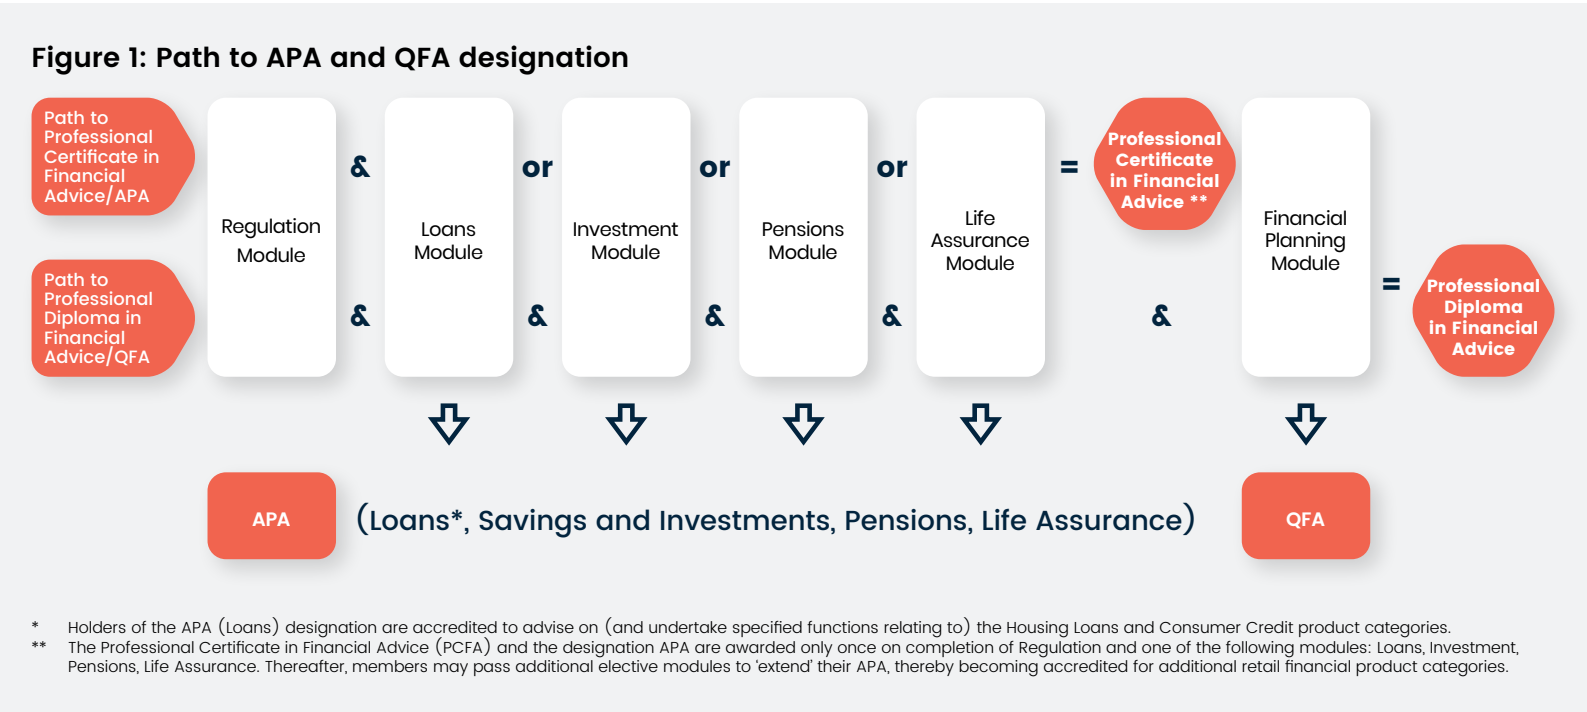 Figure 1: Path to APA and QFA designation
Path to
Professional
Certificate in
Financial
Advice/APA
Path to
Professional
Diploma in
Financial
Advice/QFA
Regulation
Module
&
&
Loans
Module
or
&
Investment
Module
or
&
Pensions
Module
or
&
Life
Assurance
Module
=
Professional
Certificate
in Financial
Advice **
&
Financial
Planning
Module
=
Professional
Diploma
in Financial
Advice
APA
(Loans*, Savings and Investments, Pensions, Life Assurance)
QFA
* Holders of the APA (Loans) designation are accredited to advise on (and undertake specified functions relating to) the Housing Loans and Consumer Credit product categories.
** The Professional Certificate in Financial Advice (PCFA) and the designation APA are awarded only once on completion of Regulation and one of the following modules: Loans, Investment,
Pensions, Life Assurance. Thereafter, members may pass additional elective modules to ‘extend’ their APA, thereby becoming accredited for additional retail financial product categories.